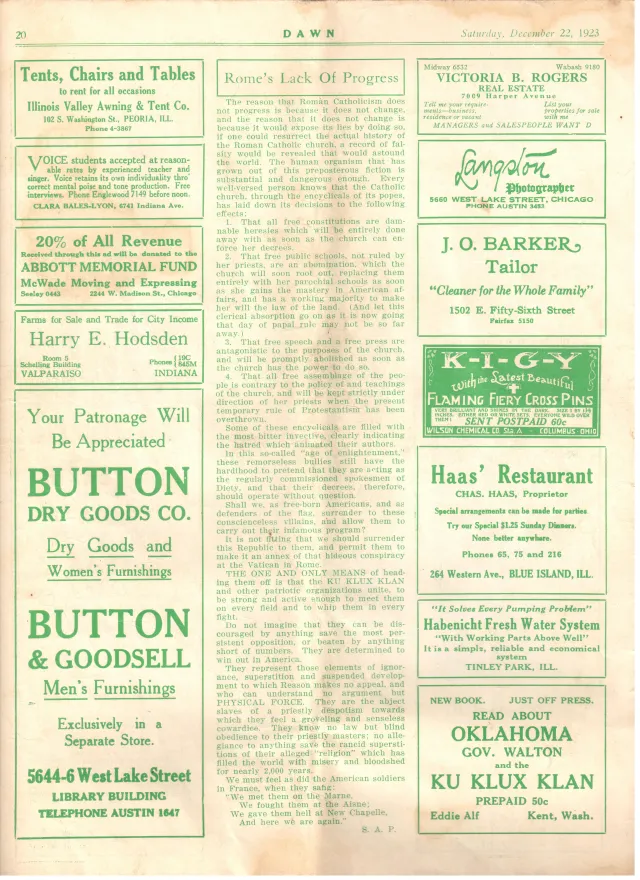 20
DAWN
Saturday, December 22, 1923
Tents, Chairs and Tables
to rent for all occasions
Illinois Valley Awning & Tent Co.
102 S. Washington St., PEORIA, ILL.
Phone 4-3867
VOICE students accepted at reason-
able rates by experienced teacher and
singer. Voice retains its own individuality thro'
correct mental poise and tone production. Free
interviews. Phone Englewood 7149 before noon.
CLARA BALES-LYON, 6741 Indiana Ave.
20% of All Revenue
Received through this ad will be donated to the
ABBOTT MEMORIAL FUND
McWade Moving and Expressing
Seeley 0443 2244 W. Madison St., Chicago
Farms for Sale and Trade for City Income
Harry E. Hodsden
Room 5
Schelling Building
VALPARAISO
Phones 19C
845M
INDIANA
Your Patronage Will
Be Appreciated
BUTTON
DRY GOODS CO.
Dry Goods and
Women's Furnishings
BUTTON
& GOODSELL
Men's Furnishings
Exclusively in a
Separate Store.
5644-6 West Lake Street
LIBRARY BUILDING
TELEPHONE AUSTIN 1647
Rome's Lack Of Progress
The reason that Roman Catholicism does
not progress is because it does not change,
and the reason that it does not change is
because it would expose its lies by doing so.
If one could resurrect the actual history of
the Roman Catholic church, a record of fal-
sity would be revealed that would astound
the world. The human organism that has
grown out of this preposterous fiction is
substantial and dangerous enough. Every
well-versed person knows that the Catholic
church, through the encyclicals of its popes,
has laid down its decisions to the following
effects:
1. That all free constitutions are dam-
nable heresies which will be entirely done
away with as soon as the church can en-
force her decrees.
2. That free public schools, not ruled by
her priests, are an abomination, which the
church will soon root out, replacing them
entirely with her parochial schools as soon
as she gains the mastery in American af-
fairs, and has a working majority to make
her will the law of the land. (And let this
clerical absorption go on as it is now going
that day of papal rule may not be so far
away.)
3. That free speech and a free press are
antagonistic to the purposes of the church,
and will be promptly abolished as soon as
the church has the power to do so.
4. That all free assemblage of the peo-
ple is contrary to the policy of and teachings
of the church, and will be kept strictly under
direction of her priests when the present
temporary rule of Protestantism has been
overthrown.
Some of these encyclicals are filled with
the most bitter invective, clearly indicating
the hatred which animated their authors.
In this so-called "age of enlightenment,"
these remorseless bullies still have the
hardihood to pretend that they are acting as
the regularly commissioned spokesmen of
Diety, and that their decrees, therefore,
should operate without question.
Shall we, as free-born Americans, and as
defenders of the flag, surrender to these
conscienceless villains, and allow them to
carry out their infamous program?
It is not fitting that we should surrender
this Republic to them, and permit them to
make it an annex of that hideous conspiracy
at the Vatican in Rome.
THE ONE AND ONLY MEANS of head-
ing them off is that the KU KLUX KLAN
and other patriotic organizations unite, to
be strong and active enough to meet them
on every field and to whip them in every
fight.
Do not imagine that they can be dis-
couraged by anything save the most per-
sistent opposition, or beaten by anything
short of numbers. They are determined to
win out in America.
They represent those elements of ignor-
ance, superstition and suspended develop-
ment to which Reason makes no appeal, and
who can understand no argument but
PHYSICAL FORCE. They are the abject
slaves of a priestly despotism towards
which they feel a groveling and senseless
cowardice. They know no law but blind
obedience to their priestly masters; no alle-
giance to anything save the rancid supersti-
tions of their alleged "religion" which has
filled the world with misery and bloodshed
for nearly 2,000 years.
We must feel as did the American soldiers
in France, when they sang:
"We met them on the Marne,
We fought them at the Aisne;
We gave them hell at New Chapelle,
And here we are again."
S. A. P.
Midway 6832 Wabash 9180
VICTORIA B. ROGERS
REAL ESTATE
7009 Harper Avenue
Tell me your require-
ments—business,
residence or vacant
List your
properties for sale
with me
MANAGERS and SALESPEOPLE WANT D
Langston
Photographer
5660 WEST LAKE STREET, CHICAGO
PHONE AUSTIN 3483
J. O. BARKER
Tailor
"Cleaner for the Whole Family"
1502 E. Fifty-Sixth Street
Fairfax 5150
K-I-G-Y
With the Latest Beautiful
FLAMING FIERY CROSS PINS
SENT POSTPAID 60c
WILSON CHEMICAL CO. Sta A - COLUMBUS-OHIO
Haas' Restaurant
CHAS. HAAS, Proprietor
Special arrangements can be made for parties
Try our Special $1.25 Sunday Dinners.
None better anywhere.
Phones 65, 75 and 216
264 Western Ave., BLUE ISLAND, ILL.
"It Solves Every Pumping Problem"
Habenicht Fresh Water System
"With Working Parts Above Well"
It is a simple, reliable and economical
system
TINLEY PARK, ILL.
NEW BOOK. JUST OFF PRESS.
READ ABOUT
OKLAHOMA
GOV. WALTON
and the
KU KLUX KLAN
PREPAID 50c
Eddie Alf Kent, Wash.